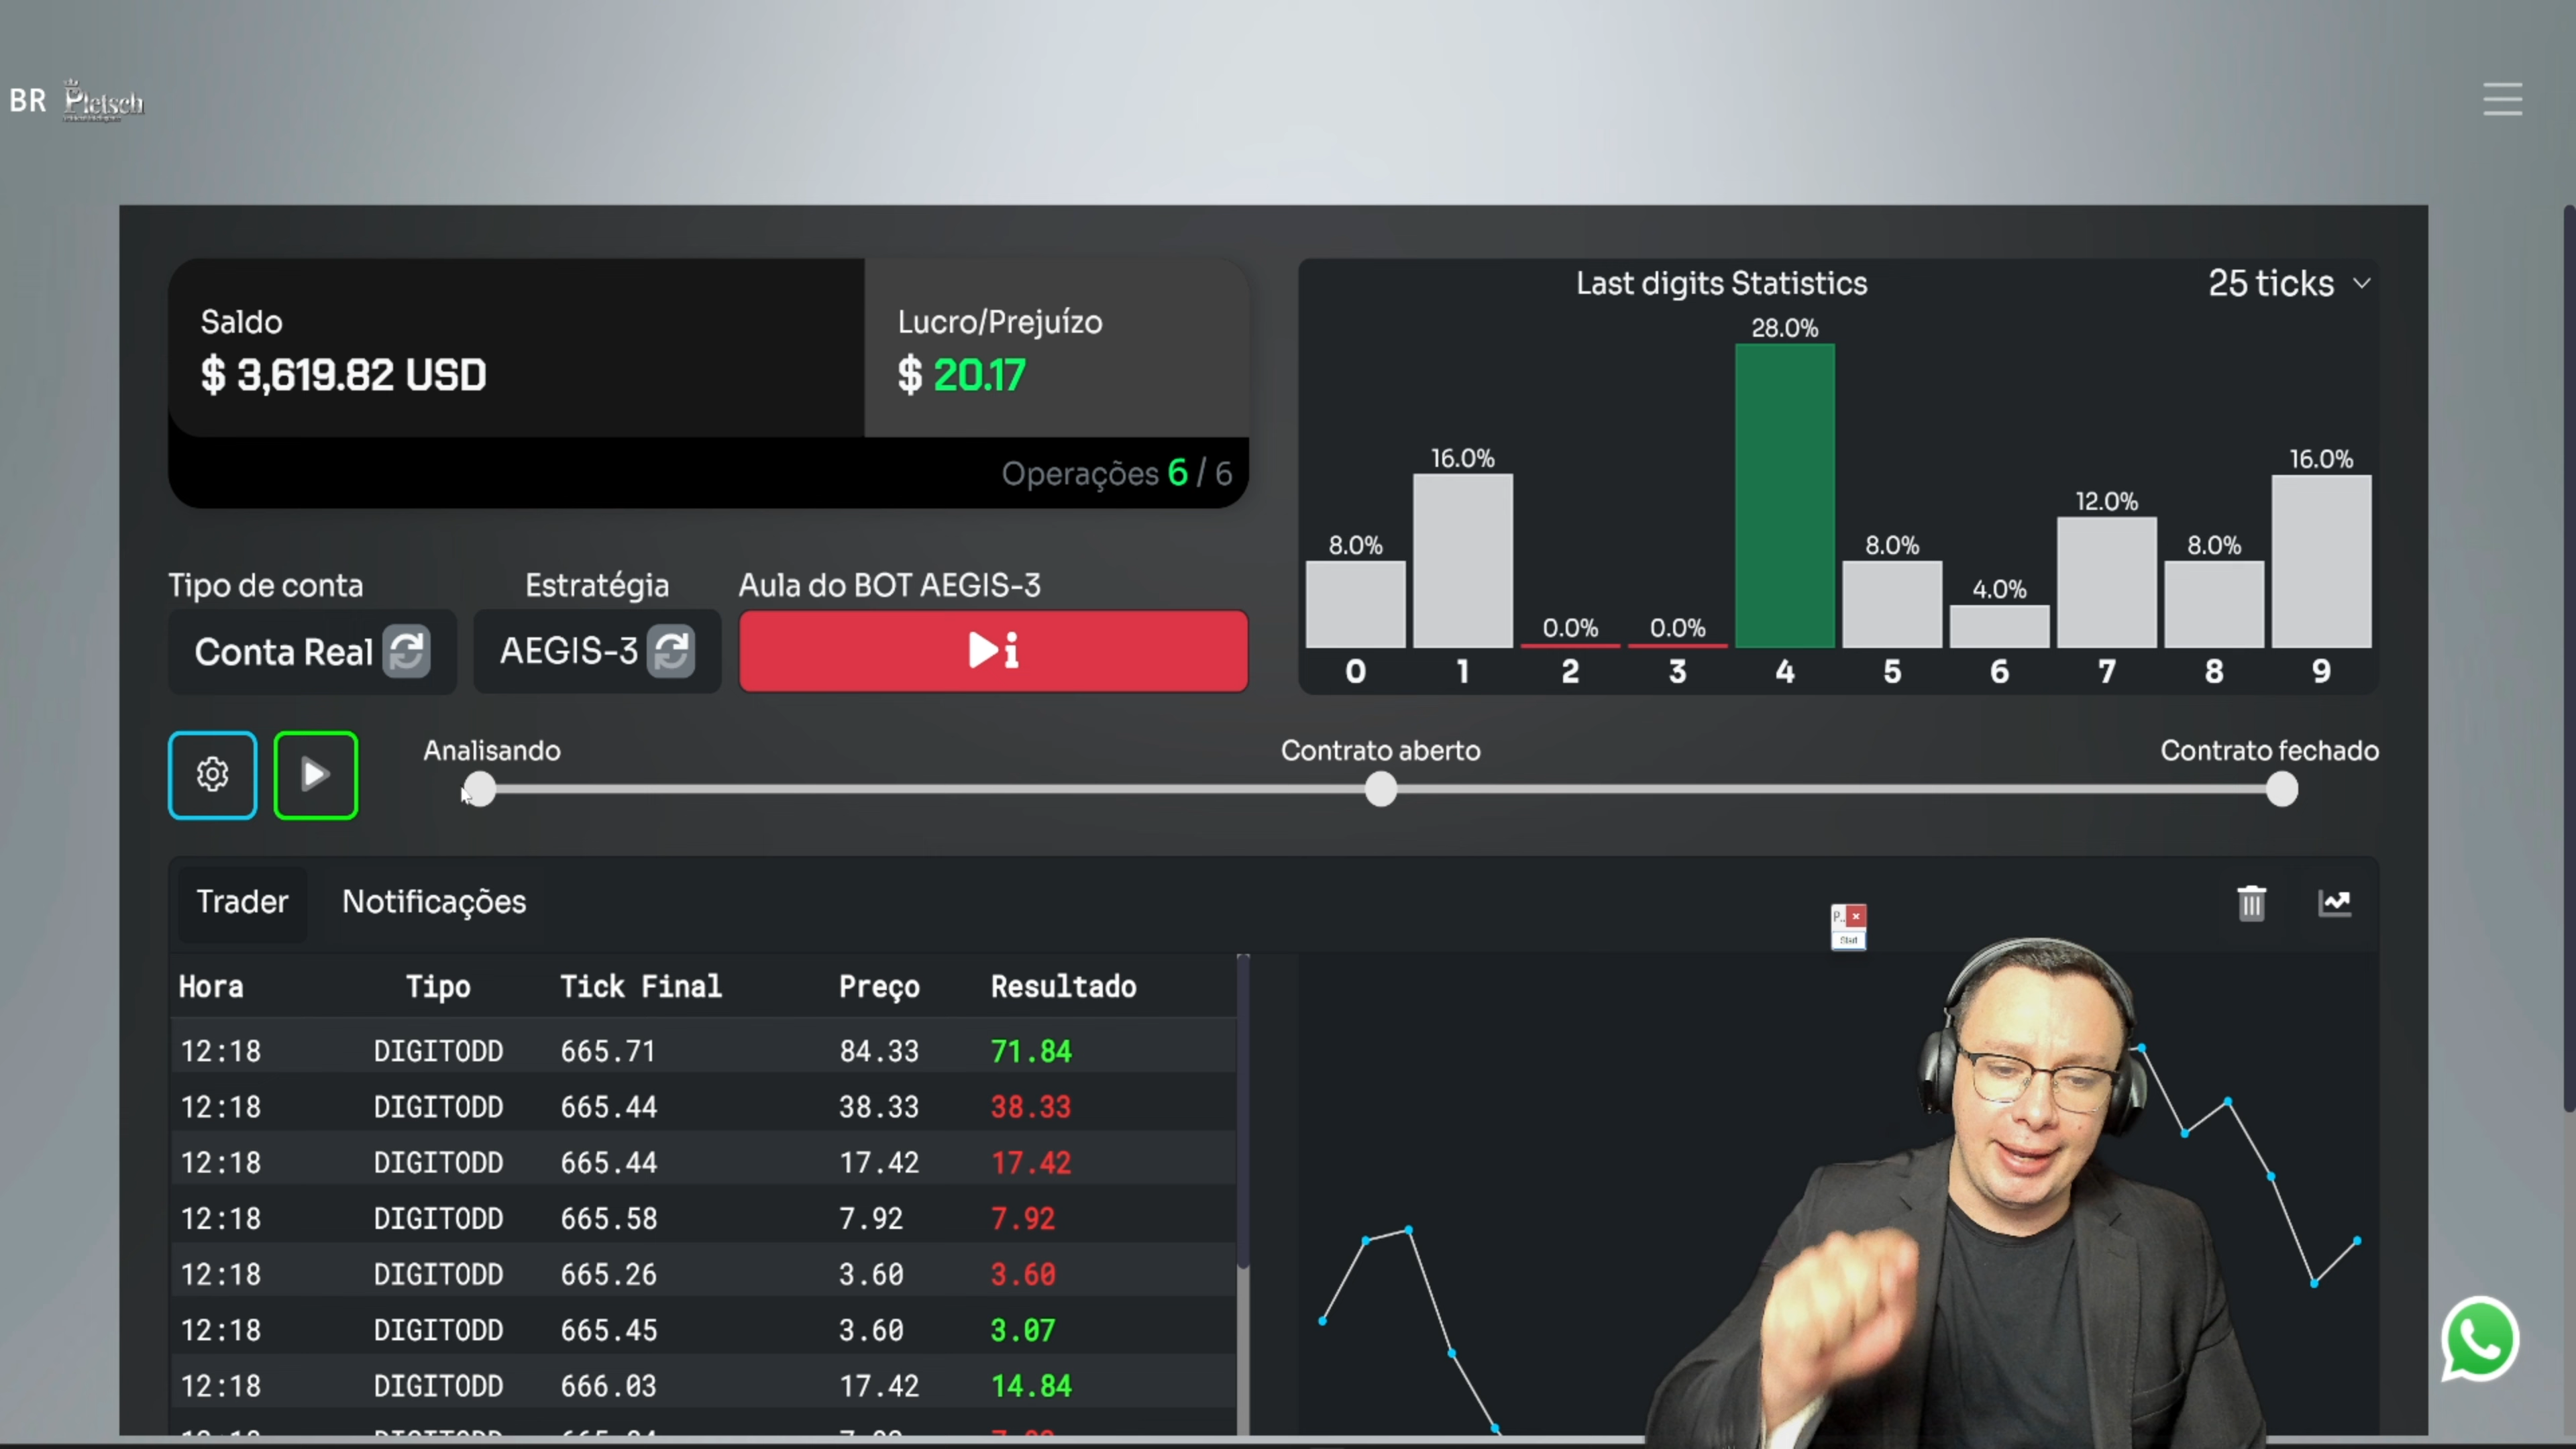 BR Pletsch
Saldo
$ 3,619.82 USD
Lucro/Prejuízo
$ 20.17
Operações 6 / 6
Last digits Statistics
25 ticks
8.0%
16.0%
0.0%
0.0%
28.0%
8.0%
4.0%
12.0%
8.0%
16.0%
0 1 2 3 4 5 6 7 8 9
Tipo de conta
Conta Real
Estratégia
AEGIS-3
Aula do BOT AEGIS-3
Analisando
Contrato aberto
Contrato fechado
Trader
Notificações
P..
Start
Hora Tipo Tick Final Preço Resultado
12:18 DIGITODD 665.71 84.33 71.84
12:18 DIGITODD 665.44 38.33 38.33
12:18 DIGITODD 665.44 17.42 17.42
12:18 DIGITODD 665.58 7.92 7.92
12:18 DIGITODD 665.26 3.60 3.60
12:18 DIGITODD 665.45 3.60 3.07
12:18 DIGITODD 666.03 17.42 14.84